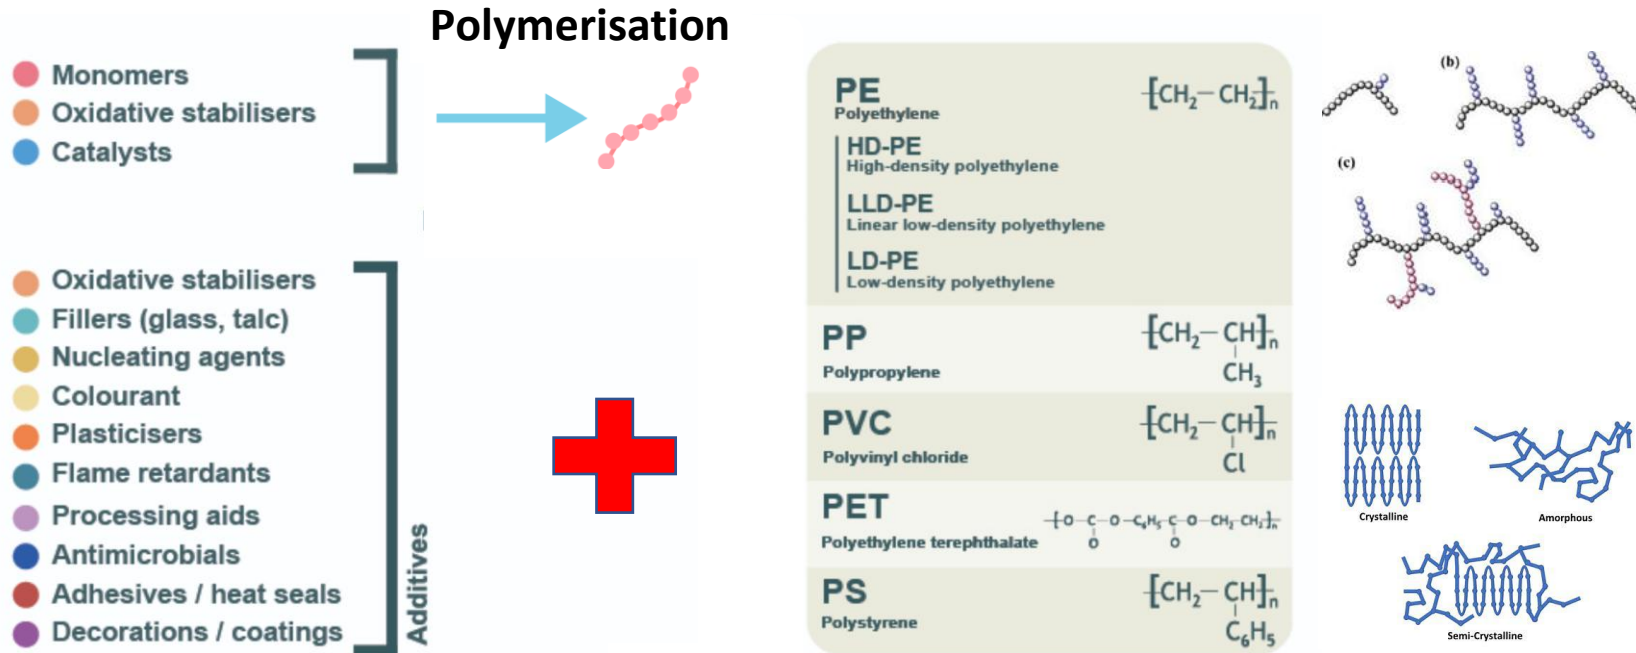 Polymerisation
Monomers
Oxidative stabilisers
Catalysts
Oxidative stabilisers
Fillers (glass, talc)
Nucleating agents
Colourant
Plasticisers
Flame retardants
Processing aids
Antimicrobials
Adhesives / heat seals
Decorations / coatings
Additives
PE
Polyethylene
[CH₂— CH₂]ₙ
HD-PE
High-density polyethylene
LLD-PE
Linear low-density polyethylene
LD-PE
Low-density polyethylene
PP
Polypropylene
[CH₂— CH]ₙ
CH₃
PVC
Polyvinyl chloride
[CH₂— CH]ₙ
Cl
PET
Polyethylene terephthalate
[O — C — O — C₆H₅ C — O — CH₂ CH₂]ₙ
O O
PS
Polystyrene
[CH₂— CH]ₙ
C₆H₅
(b)
(c)
Crystalline
Amorphous
Semi-Crystalline